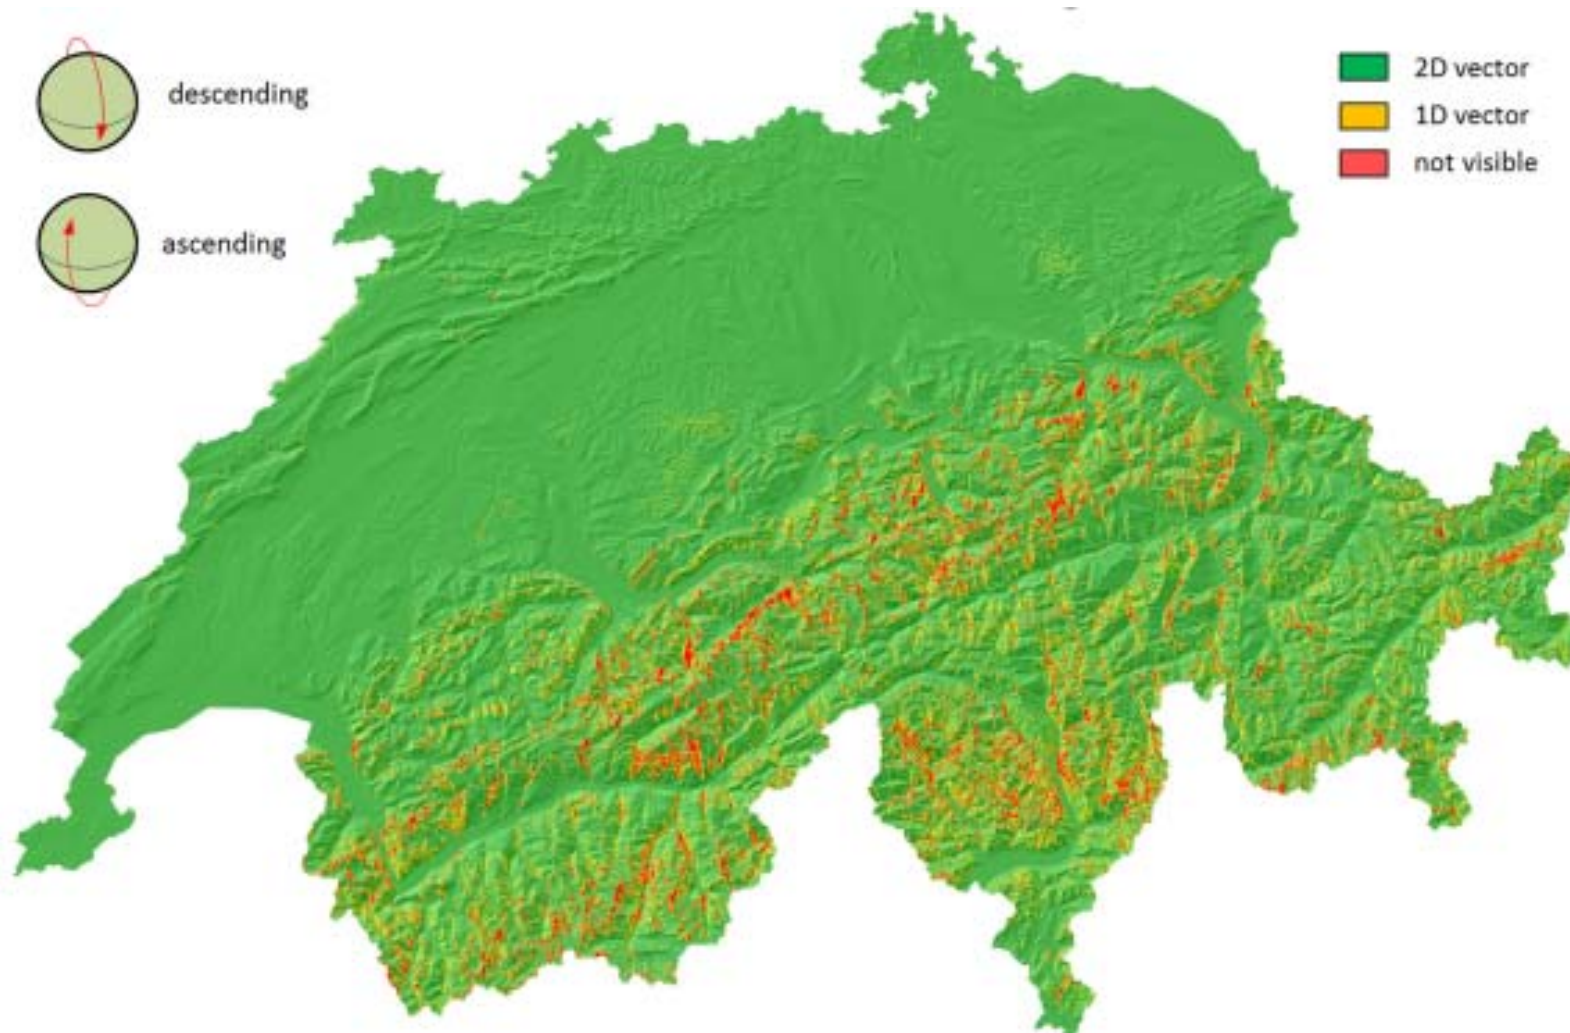 descending
ascending
2D vector
1D vector
not visible